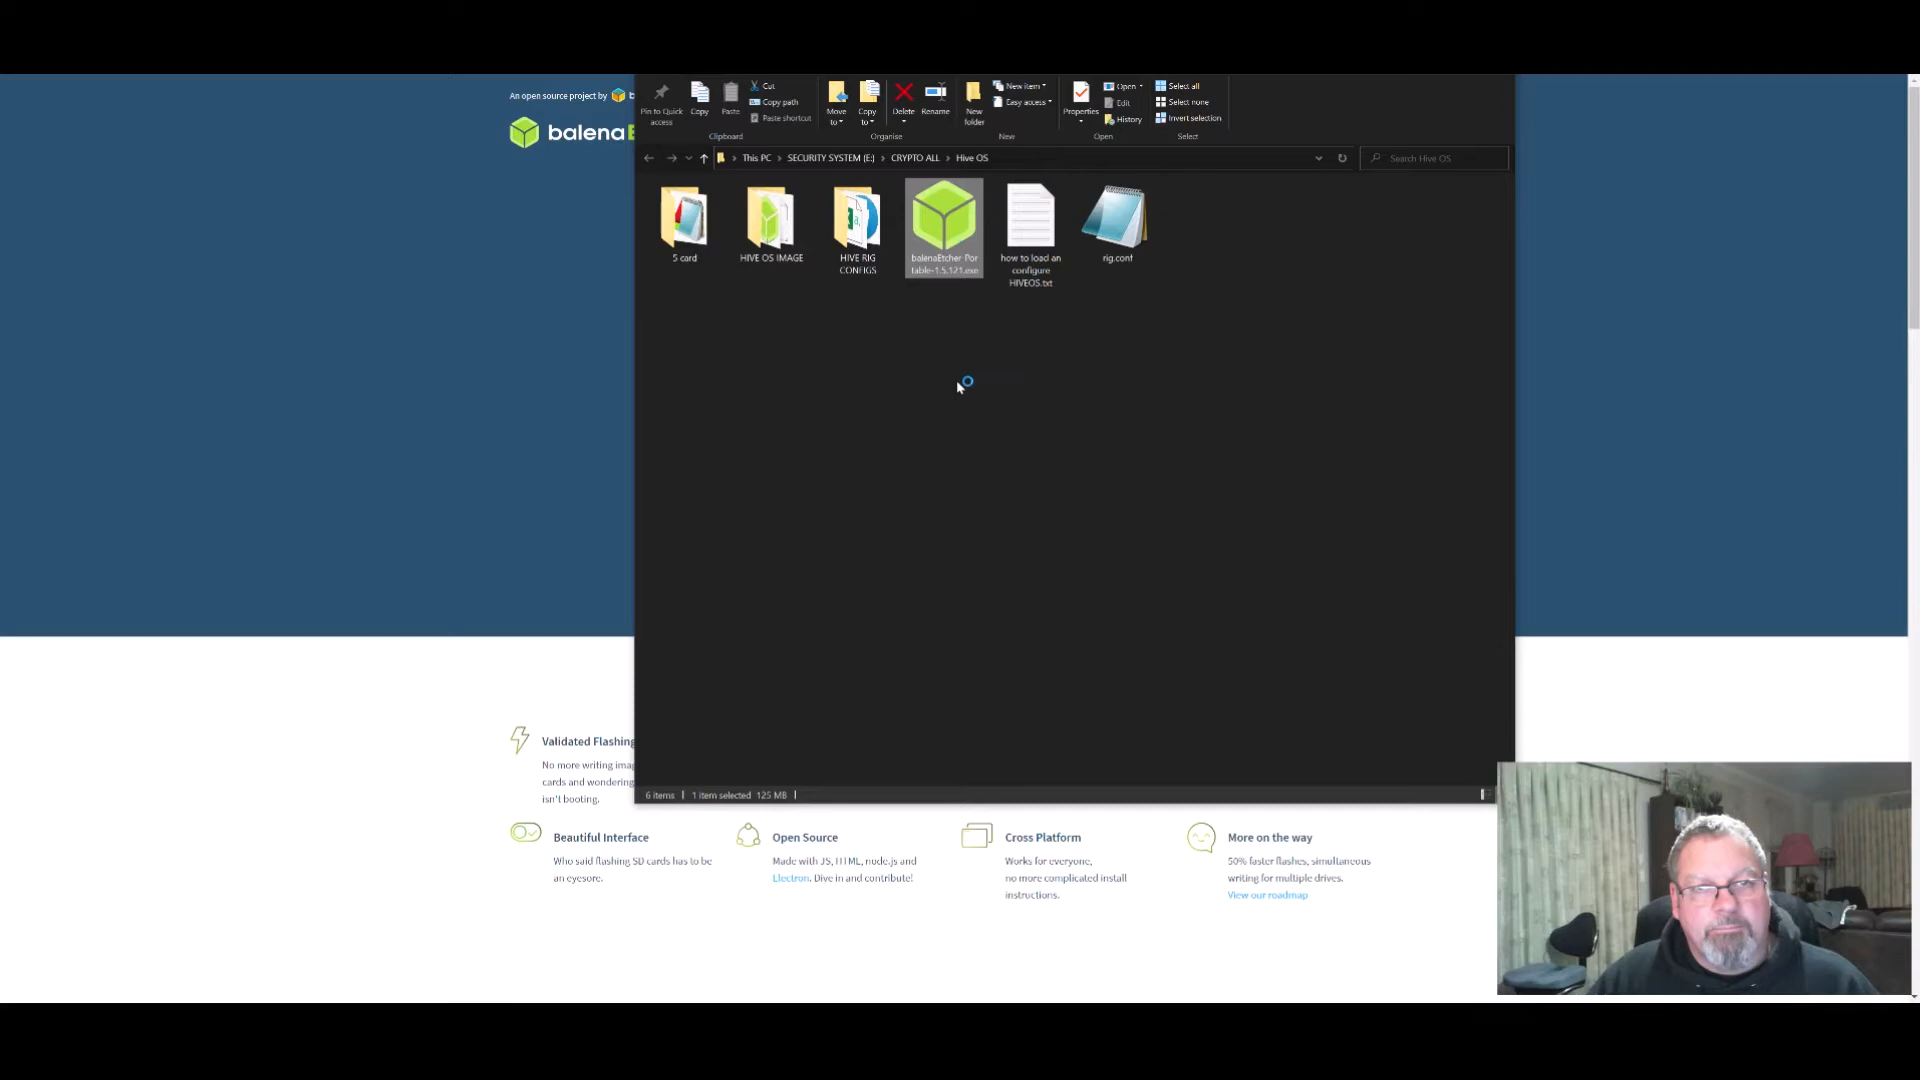 An open source project by b
balena E
Pin to Quick
access
Copy
Paste
Cut
Copy path
Paste shortcut
Clipboard
Move
to
Copy
to
Delete
Rename
Organise
New
folder
New item
Easy access
New
Properties
Open
Edit
History
Open
Select all
Select none
Invert selection
Select
This PC > SECURITY SYSTEM (E:) > CRYPTO ALL > Hive OS
Search Hive OS
5 card
HIVE OS IMAGE
HIVE RIG
CONFIGS
balenaEtcher-Por
table-1.5.121.exe
how to load an
configure
HIVEOS.txt
rig.conf
6 items
1 item selected 125 MB
Validated Flashing
No more writing imag
cards and wondering
isn't booting.
Beautiful Interface
Who said flashing SD cards has to be
an eyesore.
Open Source
Made with JS, HTML, node.js and
Electron. Dive in and contribute!
Cross Platform
Works for everyone,
no more complicated install
instructions.
More on the way
50% faster flashes, simultaneous
writing for multiple drives.
View our roadmap